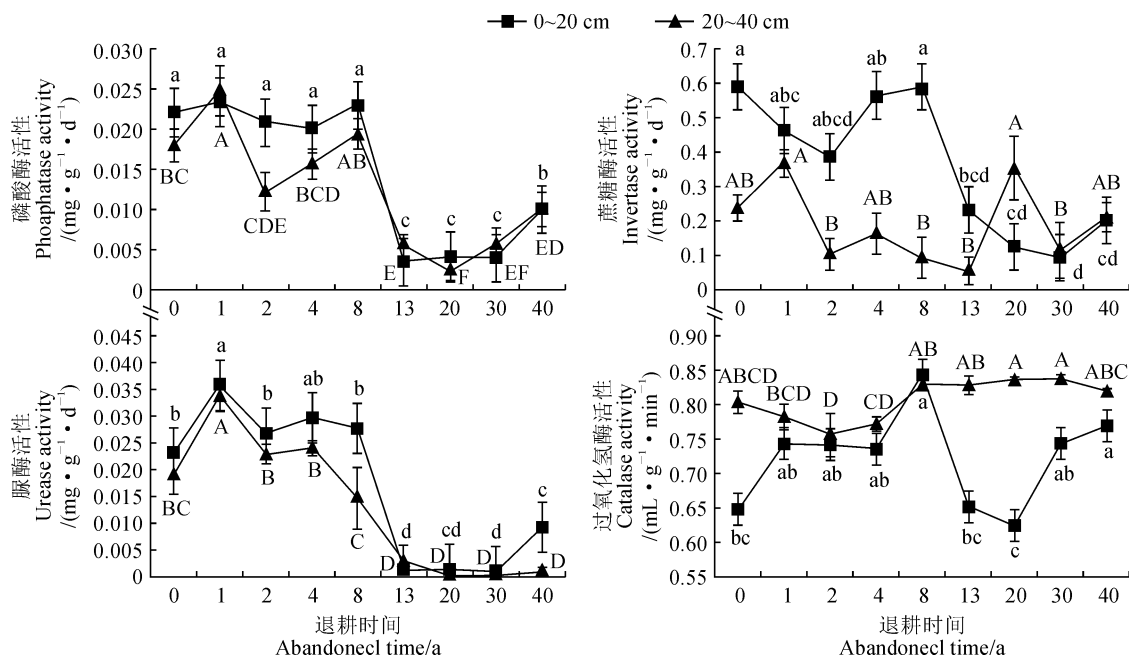 0~20 cm 20~40 cm
磷酸酶活性
Phoaphatase activity
/(mg·g⁻¹·d⁻¹)
0.030
0.025
0.020
0.015
0.010
0.005
0
a a a a a c c c b
BC A CDE BCD AB E F EF ED
0 1 2 4 8 13 20 30 40
蔗糖酶活性
Invertase activity
/(mg·g⁻¹·d⁻¹)
0.7
0.6
0.5
0.4
0.3
0.2
0.1
0
a abc abcd ab a bcd cd d cd
AB A B AB B B A B AB
0 1 2 4 8 13 20 30 40
脲酶活性
Urease activity
/(mg·g⁻¹·d⁻¹)
0.045
0.040
0.035
0.030
0.025
0.020
0.015
0.010
0.005
0
b a b ab b d cd d c
BC A B B C D D D D
0 1 2 4 8 13 20 30 40
退耕时间
Abandonecl time/a
过氧化氢酶活性
Catalase activity
/(mL·g⁻¹·min⁻¹)
0.90
0.85
0.80
0.75
0.70
0.65
0.60
0.55
ABCD BCD D CD AB AB A A ABC
bc ab ab ab a bc c ab a
0 1 2 4 8 13 20 30 40
退耕时间
Abandonecl time/a